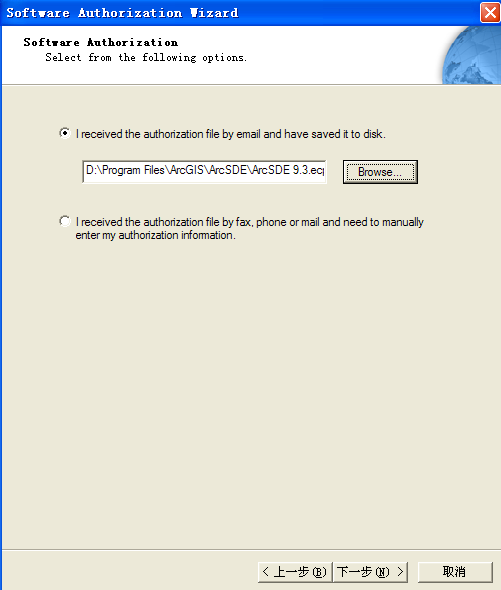 Software Authorization Wizard
Software Authorization
Select from the following options.
I received the authorization file by email and have saved it to disk.
D:\Program Files\ArcGIS\ArcSDE\ArcSDE 9.3.ecp
Browse...
I received the authorization file by fax, phone or mail and need to manually
enter my authorization information.
< 上一步(B) 下一步(N) > 取消